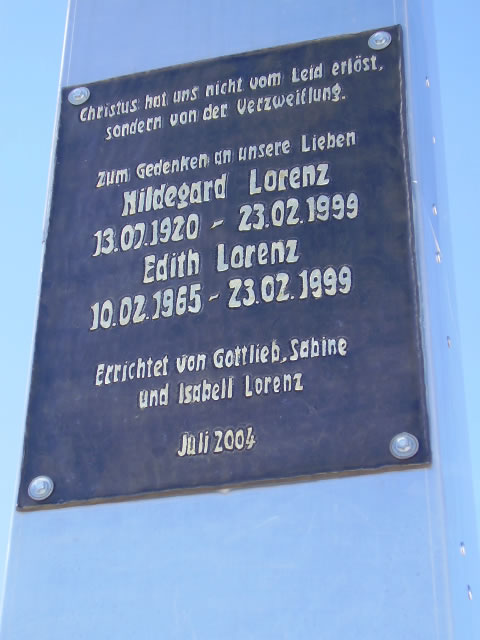 Christus hat uns nicht vom Leid erlöst,
sondern von der Verzweiflung.
Zum Gedenken an unsere Lieben
Hildegard Lorenz
13.07.1920 - 23.02.1999
Edith Lorenz
10.02.1965 - 23.02.1999
Errichtet von Gottlieb, Sabine
und Isabell Lorenz
Juli 2004